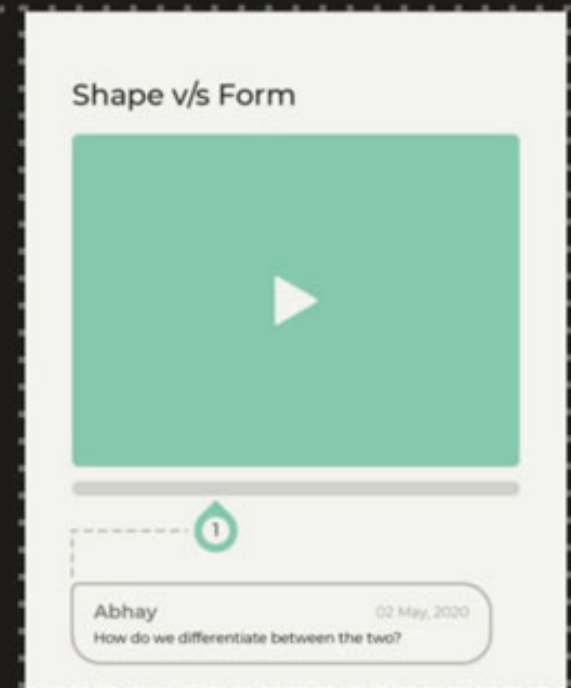 Shape v/s Form
1
Abhay 02 May, 2020
How do we differentiate between the two?